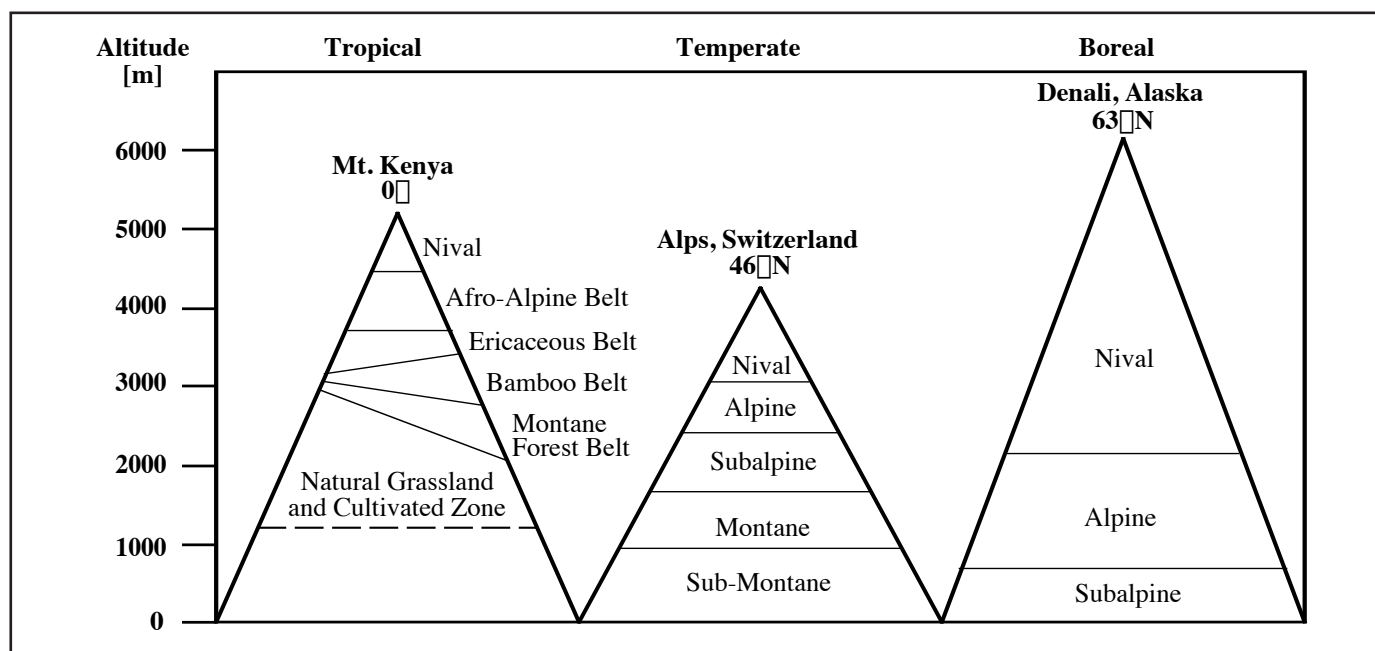 Altitude
[m]
Tropical
Temperate
Boreal
Denali, Alaska
63▯N
6000
Mt. Kenya
0▯
5000
Nival
Alps, Switzerland
46▯N
4000
Afro-Alpine Belt
Ericaceous Belt
3000
Bamboo Belt
Nival
Nival
Alpine
Montane
Forest Belt
2000
Subalpine
Natural Grassland
and Cultivated Zone
Montane
Alpine
1000
Sub-Montane
Subalpine
0